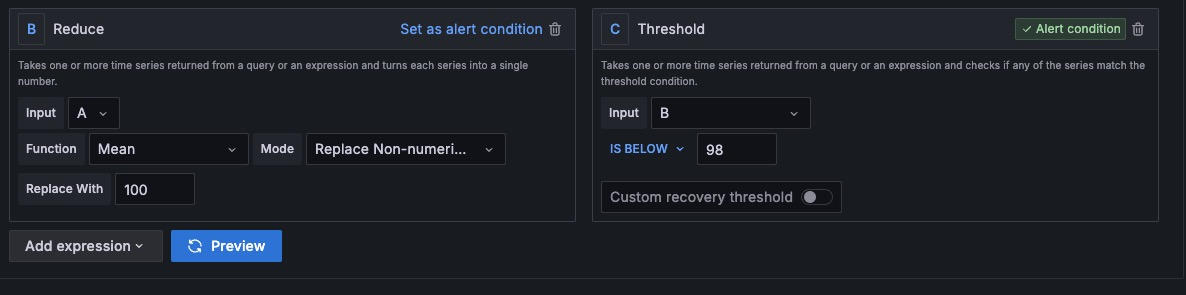 B Reduce Set as alert condition
Takes one or more time series returned from a query or an expression and turns each series into a single
number.
Input A
Function Mean Mode Replace Non-numeri...
Replace With 100
C Threshold Alert condition
Takes one or more time series returned from a query or an expression and checks if any of the series match the
threshold condition.
Input B
IS BELOW 98
Custom recovery threshold
Add expression Preview